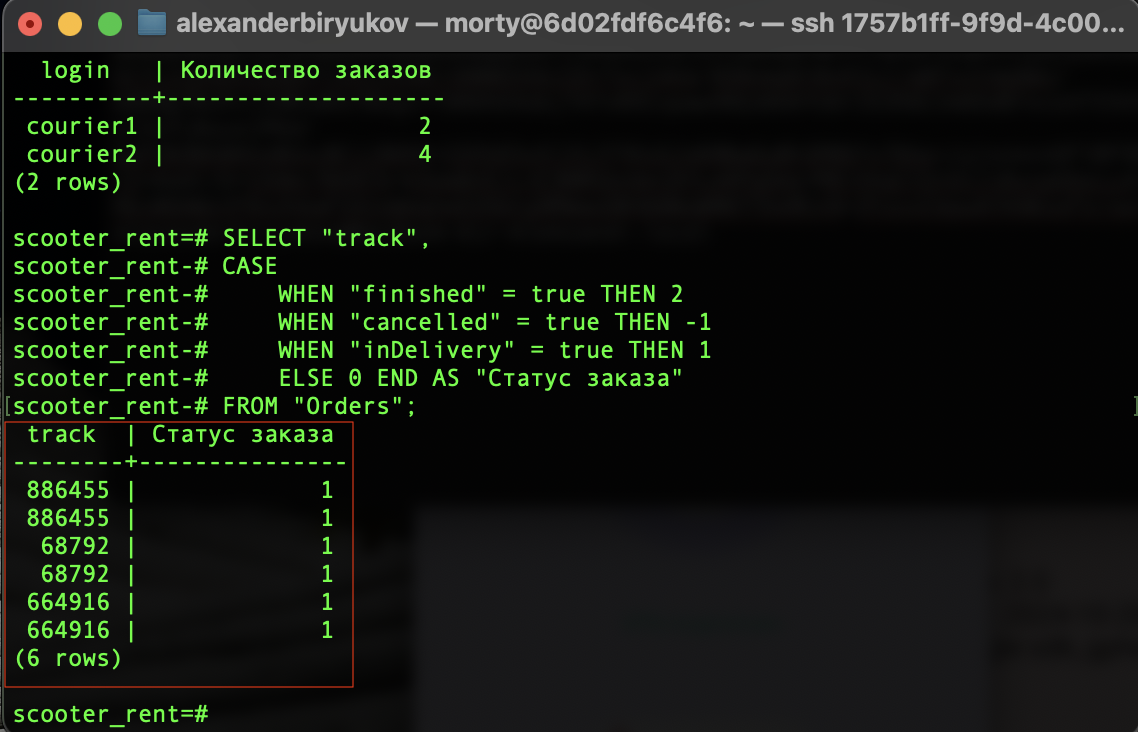 alexanderbiryukov — morty@6d02fdf6c4f6: ~ — ssh 1757b1ff-9f9d-4c00...
login | Количество заказов
----------+--------------------
courier1 | 2
courier2 | 4
(2 rows)
scooter_rent=# SELECT "track",
scooter_rent-# CASE
scooter_rent-# WHEN "finished" = true THEN 2
scooter_rent-# WHEN "cancelled" = true THEN -1
scooter_rent-# WHEN "inDelivery" = true THEN 1
scooter_rent-# ELSE 0 END AS "Статус заказа"
[scooter_rent-# FROM "Orders"; ]
track | Статус заказа
--------+---------------
886455 | 1
886455 | 1
68792 | 1
68792 | 1
664916 | 1
664916 | 1
(6 rows)
scooter_rent=#